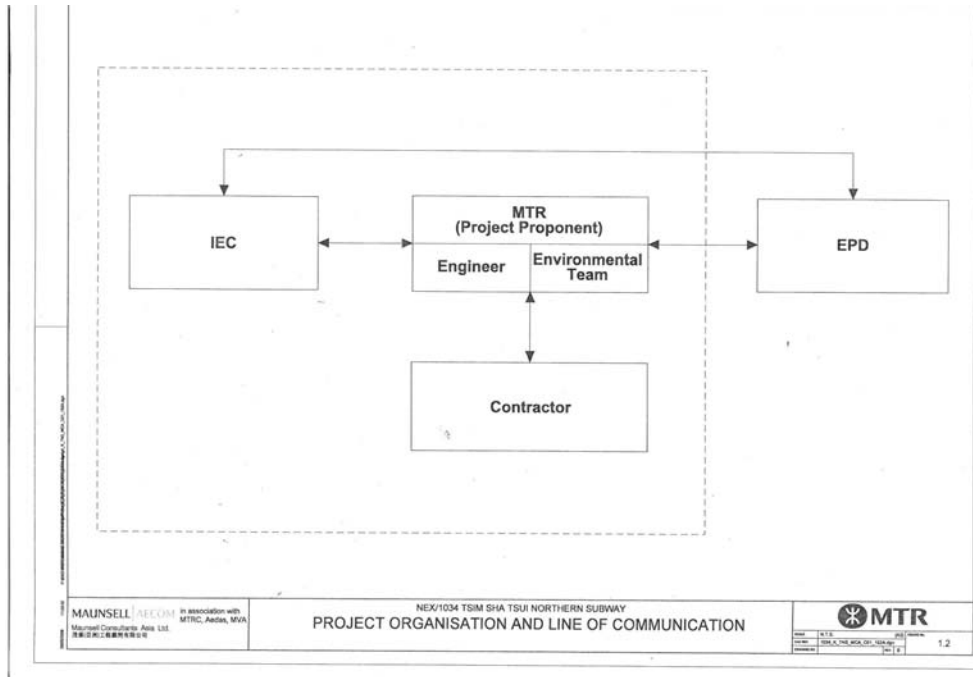 IEC
MTR
(Project Proponent)
Engineer
Environmental
Team
EPD
Contractor
MAUNSELL | AECOM
Maunsell Consultants Asia Ltd.
in association with
MTRC, Aedas, MVA
NEX/1034 TSIM SHA TSUI NORTHERN SUBWAY
PROJECT ORGANISATION AND LINE OF COMMUNICATION
MTR
N.T.S.
1.2